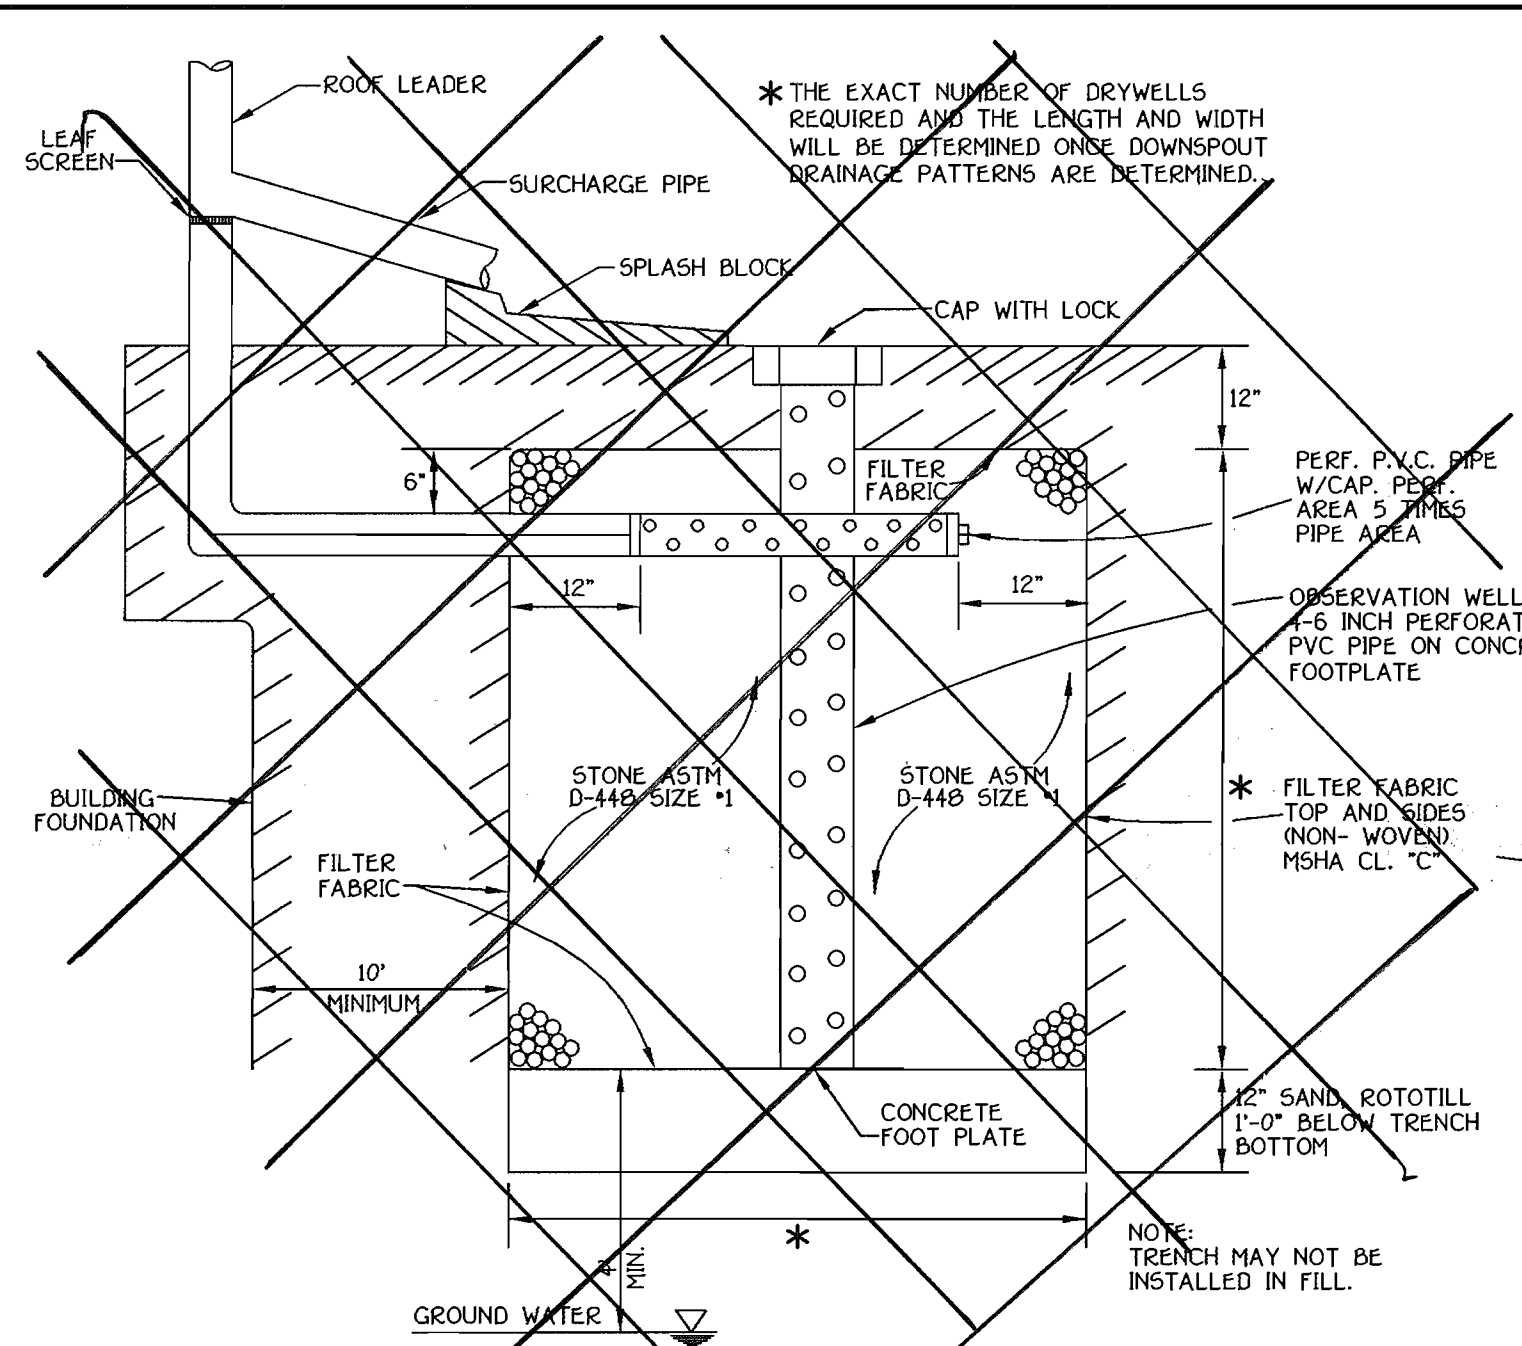 ROOF LEADER
LEAF
SCREEN
SURCHARGE PIPE
SPLASH BLOCK
* THE EXACT NUMBER OF DRYWELLS
REQUIRED AND THE LENGTH AND WIDTH
WILL BE DETERMINED ONCE DOWNSPOUT
DRAINAGE PATTERNS ARE DETERMINED.
CAP WITH LOCK
12"
6"
FILTER
FABRIC
PERF. P.V.C. PIPE
W/CAP. PERF.
AREA 5 TIMES
PIPE AREA
12"
12"
OBSERVATION WELL
4-6 INCH PERFORAT
PVC PIPE ON CONCR
FOOTPLATE
STONE ASTM
D-448 SIZE #1
STONE ASTM
D-448 SIZE #1
BUILDING
FOUNDATION
* FILTER FABRIC
TOP AND SIDES
(NON- WOVEN)
MSHA CL. "C"
FILTER
FABRIC
10'
MINIMUM
CONCRETE
FOOT PLATE
12" SAND, ROTOTILL
1'-0" BELOW TRENCH
BOTTOM
*
4'
MIN.
NOTE:
TRENCH MAY NOT BE
INSTALLED IN FILL.
GROUND WATER